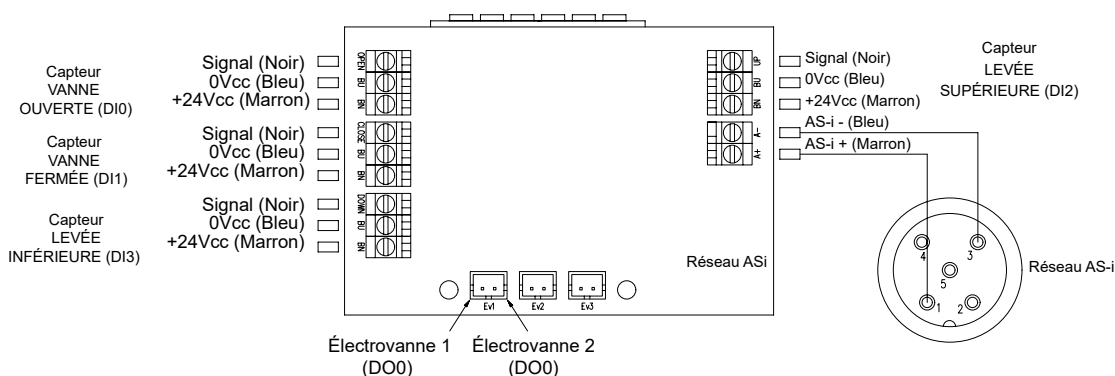 Capteur
VANNE
OUVERTE (DI0)
Signal (Noir)
0Vcc (Bleu)
+24Vcc (Marron)
OPEN
BU
BN
Capteur
VANNE
FERMÉE (DI1)
Signal (Noir)
0Vcc (Bleu)
+24Vcc (Marron)
CLOSE
BU
BN
Capteur
LEVÉE
INFÉRIEURE (DI3)
Signal (Noir)
0Vcc (Bleu)
+24Vcc (Marron)
DOWN
BU
BN
UP
BU
BN
Signal (Noir)
0Vcc (Bleu)
+24Vcc (Marron)
Capteur
LEVÉE
SUPÉRIEURE (DI2)
A-
A+
AS-i - (Bleu)
AS-i + (Marron)
Réseau ASi
4
3
5
1
2
Réseau AS-i
Ev1
Ev2
Ev3
Électrovanne 1
(DO0)
Électrovanne 2
(DO0)